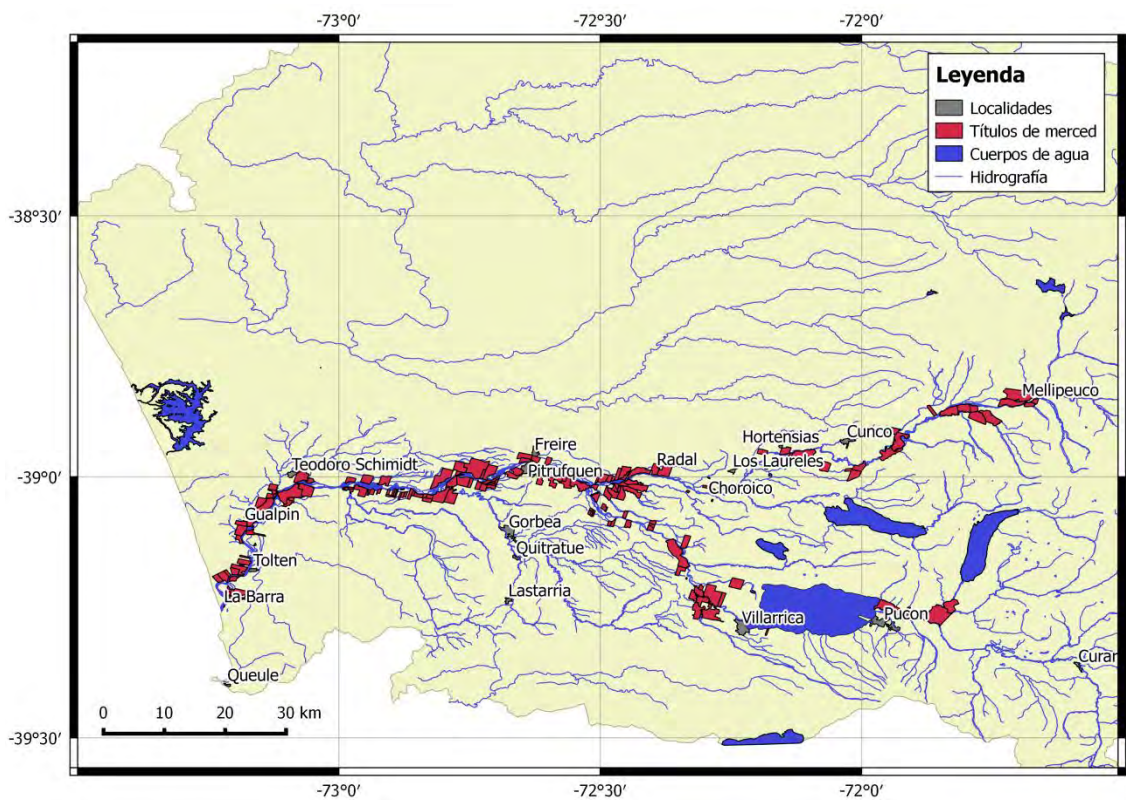 -73°0′ -72°30′ -72°0′
Leyenda
Localidades
Títulos de merced
Cuerpos de agua
Hidrografía
-38°30′
Mellipeuco
Freire
Hortensias
Cunco
Teodoro Schimidt
Pitrufquen
Radal
Los Laureles
-39°0′
Choroico
Gualpin
Gorbea
Quitratue
Tolten
La Barra
Lastarria
Villarrica
Pucon
Queule
Curar
0 10 20 30 km
-39°30′
-73°0′ -72°30′ -72°0′